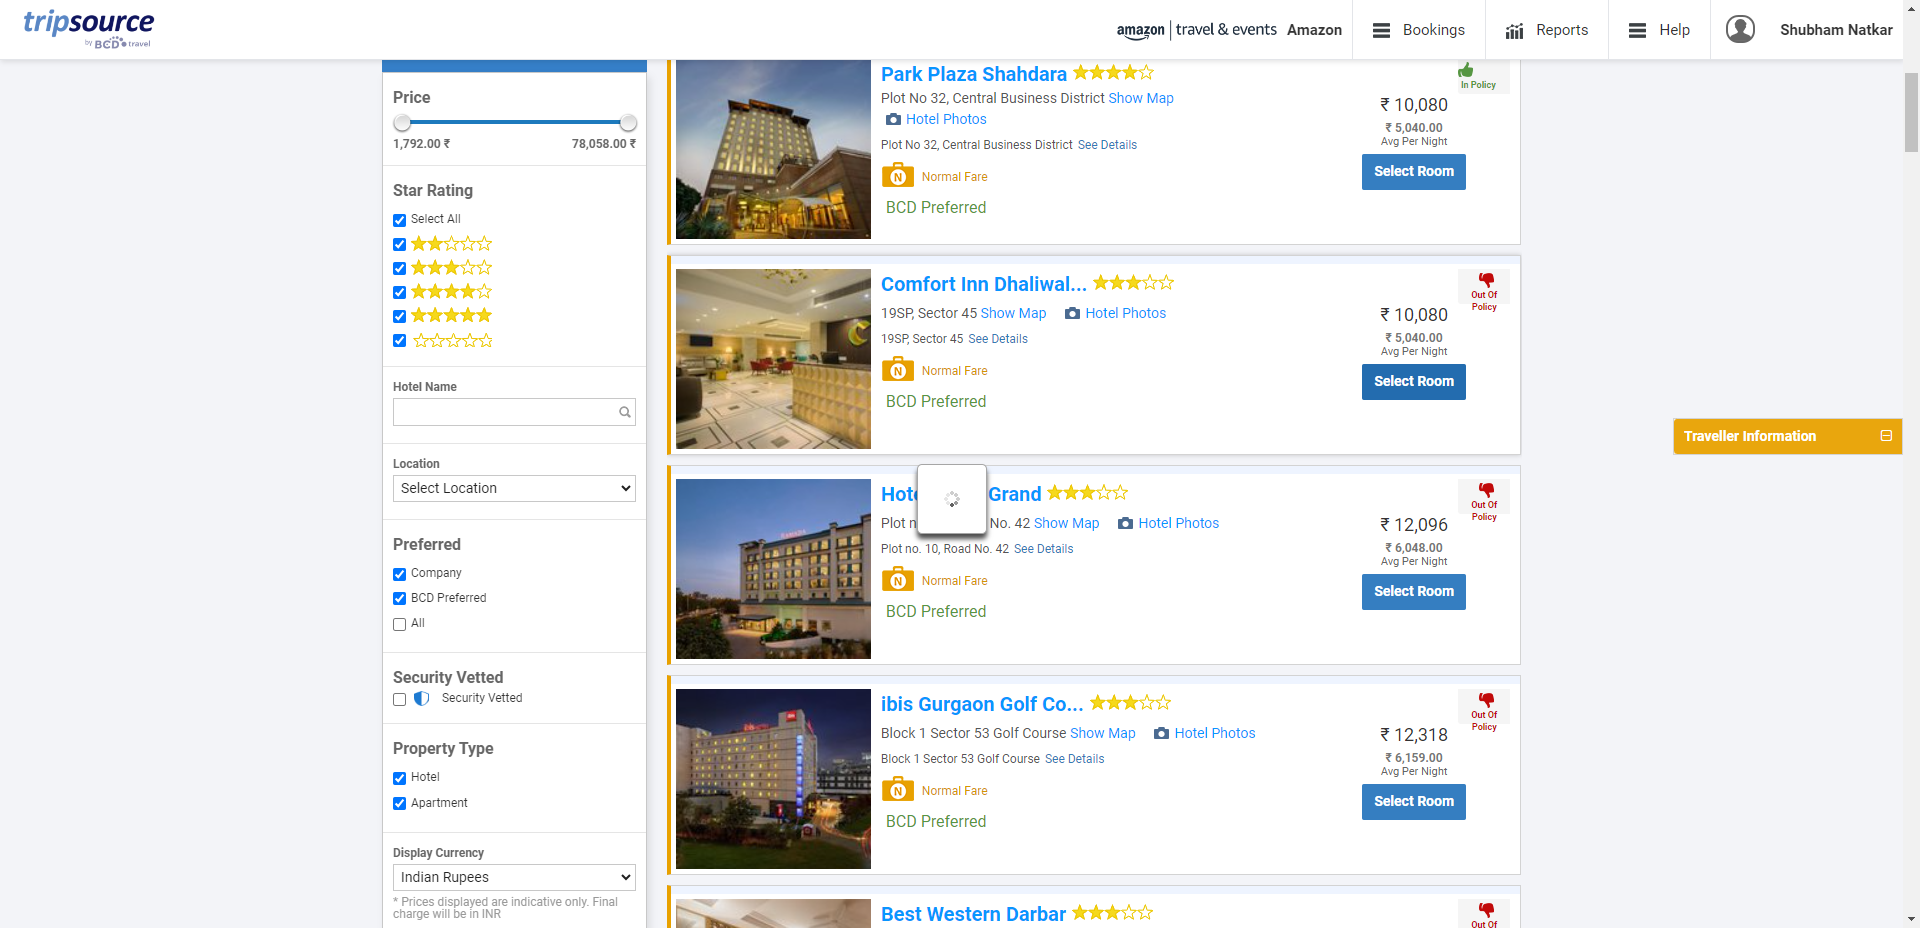 tripsource
by BCD travel
amazon | travel & events Amazon
Bookings
Reports
Help
Shubham Natkar
Price
1,792.00 ₹
78,058.00 ₹
Star Rating
Select All
Hotel Name
Location
Select Location
Preferred
Company
BCD Preferred
All
Security Vetted
Security Vetted
Property Type
Hotel
Apartment
Display Currency
Indian Rupees
* Prices displayed are indicative only. Final
charge will be in INR
Park Plaza Shahdara
Plot No 32, Central Business District Show Map
Hotel Photos
Plot No 32, Central Business District See Details
N Normal Fare
BCD Preferred
In Policy
₹ 10,080
₹ 5,040.00
Avg Per Night
Select Room
Comfort Inn Dhaliwal...
19SP, Sector 45 Show Map Hotel Photos
19SP, Sector 45 See Details
N Normal Fare
BCD Preferred
Out Of
Policy
₹ 10,080
₹ 5,040.00
Avg Per Night
Select Room
Grand
No. 42 Show Map Hotel Photos
Plot no. 10, Road No. 42 See Details
N Normal Fare
BCD Preferred
Out Of
Policy
₹ 12,096
₹ 6,048.00
Avg Per Night
Select Room
ibis Gurgaon Golf Co...
Block 1 Sector 53 Golf Course Show Map Hotel Photos
Block 1 Sector 53 Golf Course See Details
N Normal Fare
BCD Preferred
Out Of
Policy
₹ 12,318
₹ 6,159.00
Avg Per Night
Select Room
Best Western Darbar
Out Of
Traveller Information